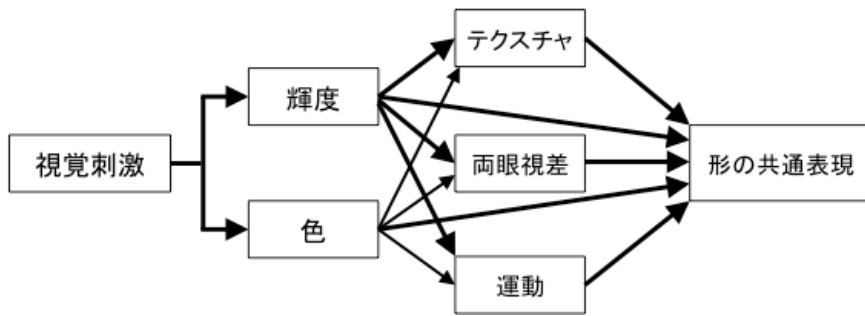 視覚刺激
輝度
色
テクスチャ
両眼視差
運動
形の共通表現